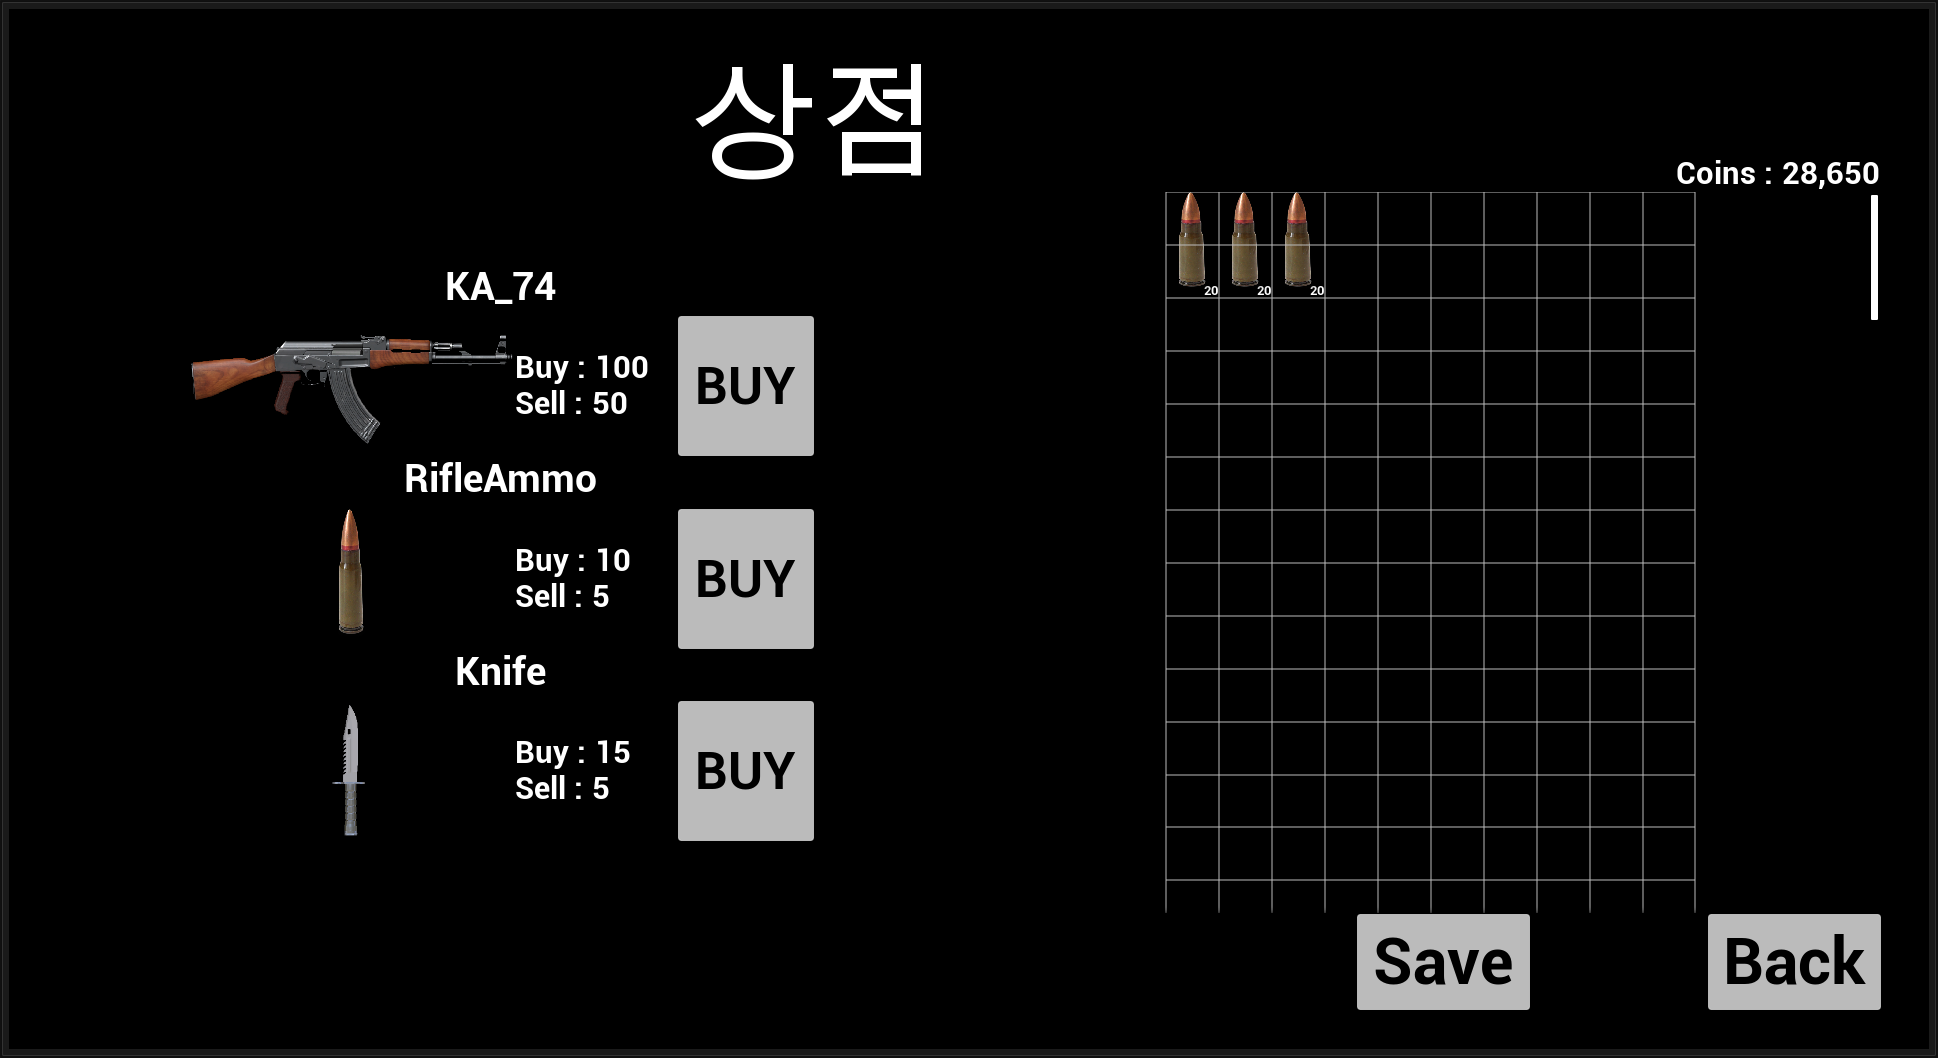 상점
Coins : 28,650
KA_74
Buy : 100
Sell : 50
BUY
RifleAmmo
Buy : 10
Sell : 5
BUY
Knife
Buy : 15
Sell : 5
BUY
20 20 20
Save
Back